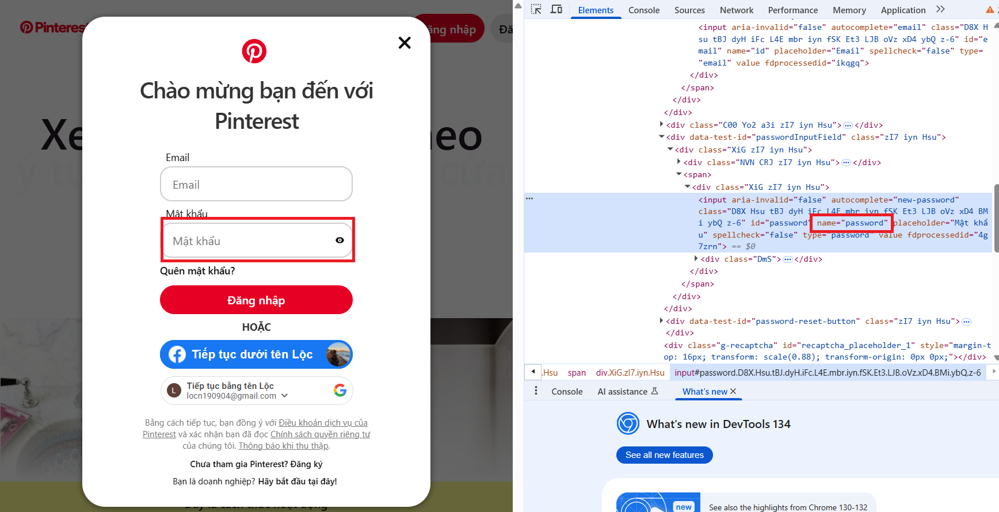 Pinterest
Đăng nhập
Chào mừng bạn đến với
Pinterest
Email
Email
Mật khẩu
Mật khẩu
Quên mật khẩu?
Đăng nhập
HOẶC
Tiếp tục dưới tên Lộc
L
Tiếp tục bằng tên Lộc
locn190904@gmail.com
Bằng cách tiếp tục, bạn đồng ý với Điều khoản dịch vụ của
Pinterest và xác nhận bạn đã đọc Chính sách quyền riêng tư
của chúng tôi. Thông báo khi thu thập.
Chưa tham gia Pinterest? Đăng ký
Bạn là doanh nghiệp? Hãy bắt đầu tại đây!
Elements Console Sources Network Performance Memory Application
<input aria-invalid="false" autocomplete="email" class="D8X H
su tBJ dyH iFc L4E mbr iyn fSK Et3 LJB oVz xD4 ybQ z-6" id="e
mail" name="id" placeholder="Email" spellcheck="false" type=
"email" value fdprocessedid="ikqgq">
</div>
</span>
</div>
</div>
<div class="C00 Yo2 a3i zI7 iyn Hsu">…</div>
<div data-test-id="passwordInputField" class="zI7 iyn Hsu">
<div class="XiG zI7 iyn Hsu">
<div class="NVN CRJ zI7 iyn Hsu">…</div>
<span>
<div class="XiG zI7 iyn Hsu">
<input aria-invalid="false" autocomplete="new-password"
class="D8X Hsu tBJ dyH iFc L4E mbr iyn fSK Et3 LJB oVz xD4 BM
i ybQ z-6" id="password" name="password" placeholder="Mật khẩ
u" spellcheck="false" type="password" value fdprocessedid="4g
7zrn"> == $0
<div class="DmS">…</div>
</div>
</span>
</div>
</div>
<div data-test-id="password-reset-button" class="zI7 iyn Hsu">…
</div>
<div class="g-recaptcha" id="recaptcha_placeholder_1" style="margin-t
op: 16px; transform: scale(0.88); transform-origin: 0px 0px;"></div>
.Hsu span div.XiG.zI7.iyn.Hsu input#password.D8X.Hsu.tBJ.dyH.iFc.L4E.mbr.iyn.fSK.Et3.LJB.oVz.xD4.BMi.ybQ.z-6
Console AI assistance What's new
What's new in DevTools 134
See all new features
new
See also the highlights from Chrome 130-132